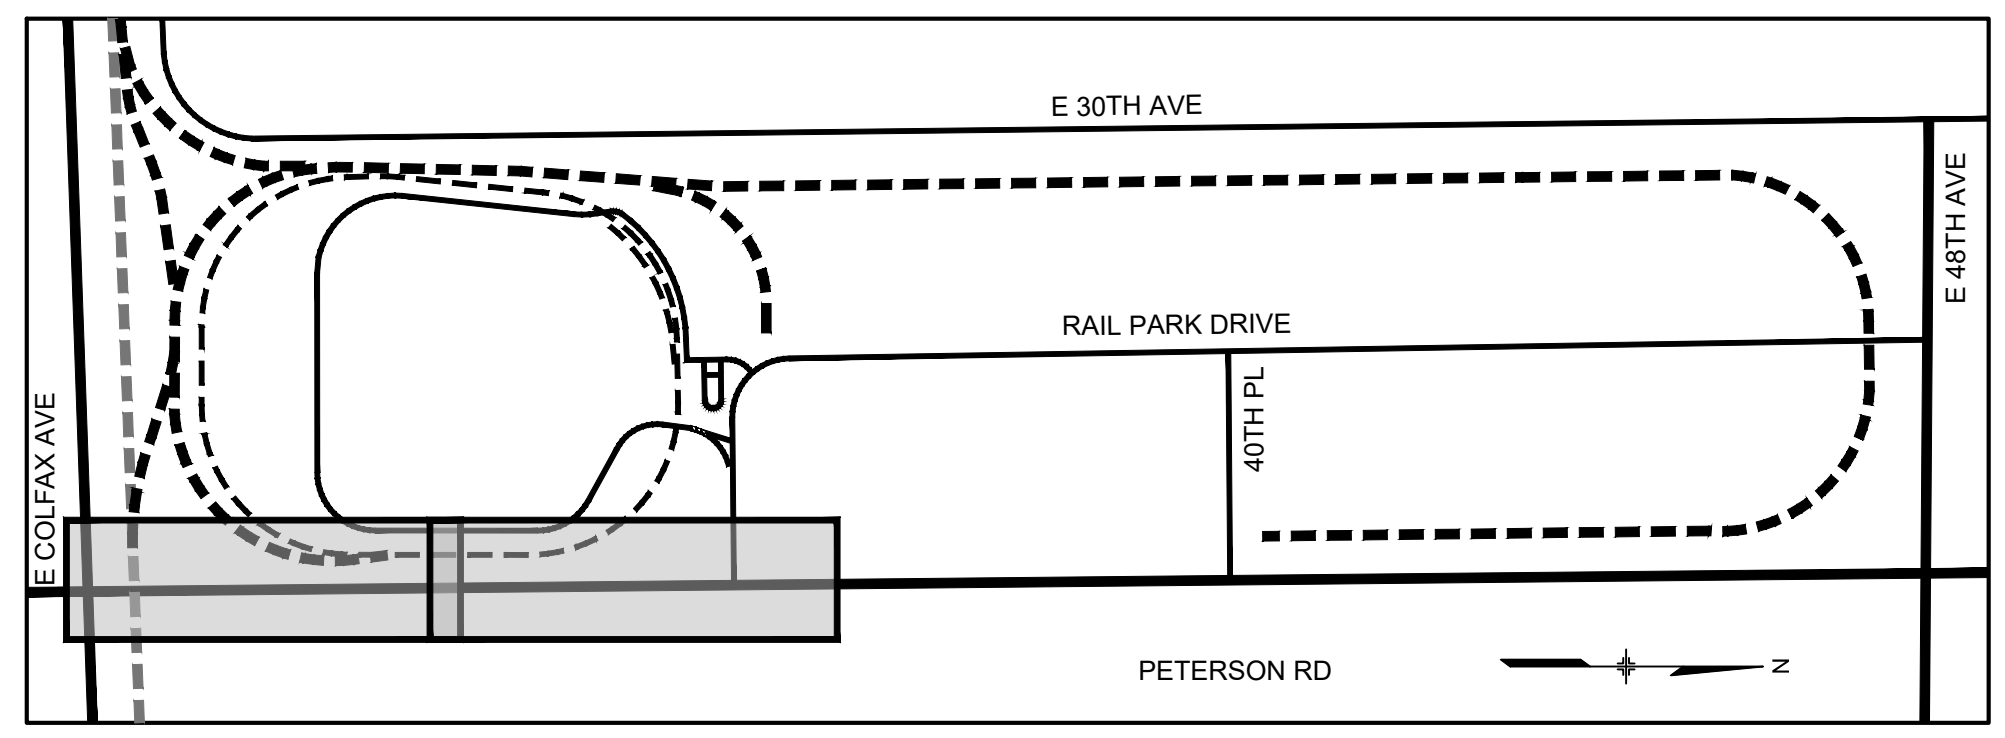 E 30TH AVE
E 48TH AVE
RAIL PARK DRIVE
40TH PL
E COLFAX AVE
PETERSON RD
N